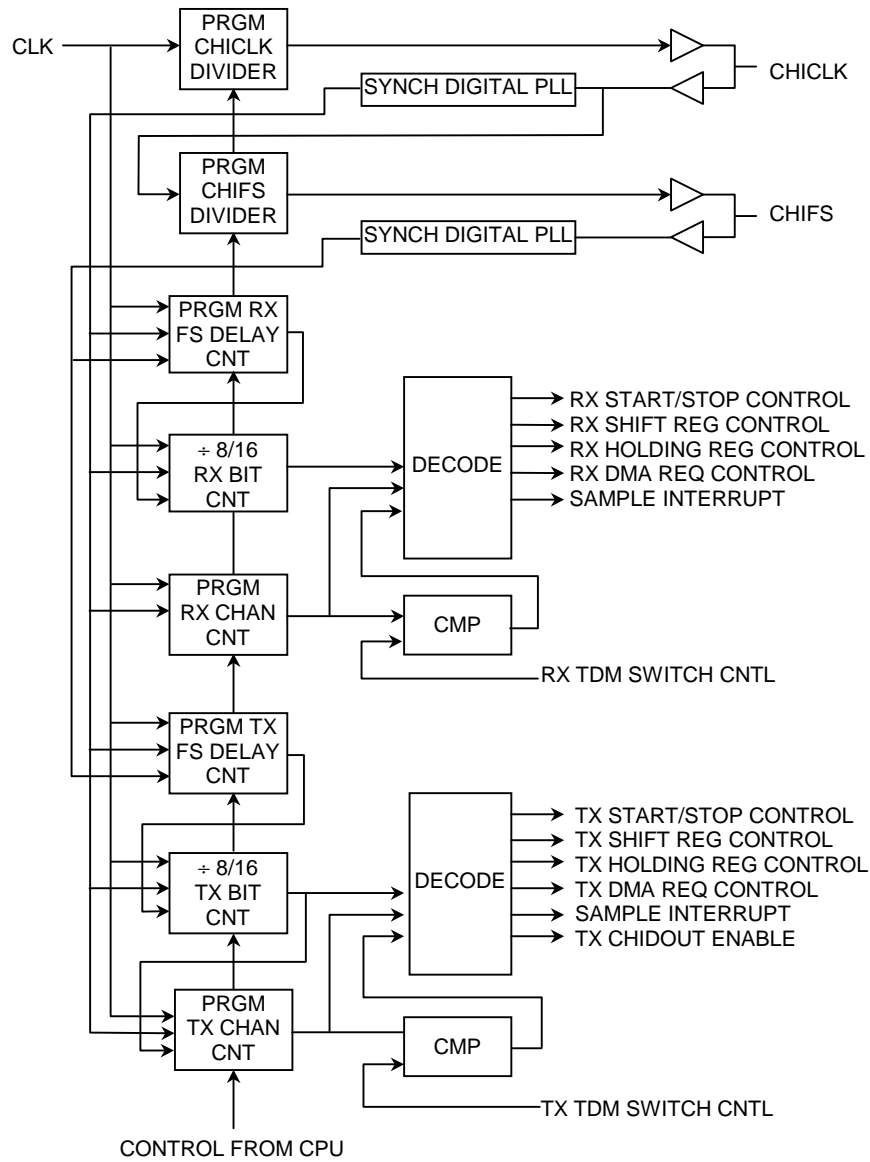 CLK
PRGM
CHICLK
DIVIDER
CHICLK
SYNCH DIGITAL PLL
PRGM
CHIFS
DIVIDER
CHIFS
SYNCH DIGITAL PLL
PRGM RX
FS DELAY
CNT
÷ 8/16
RX BIT
CNT
DECODE
RX START/STOP CONTROL
RX SHIFT REG CONTROL
RX HOLDING REG CONTROL
RX DMA REQ CONTROL
SAMPLE INTERRUPT
PRGM
RX CHAN
CNT
CMP
RX TDM SWITCH CNTL
PRGM TX
FS DELAY
CNT
÷ 8/16
TX BIT
CNT
DECODE
TX START/STOP CONTROL
TX SHIFT REG CONTROL
TX HOLDING REG CONTROL
TX DMA REQ CONTROL
SAMPLE INTERRUPT
TX CHIDOUT ENABLE
PRGM
TX CHAN
CNT
CMP
TX TDM SWITCH CNTL
CONTROL FROM CPU